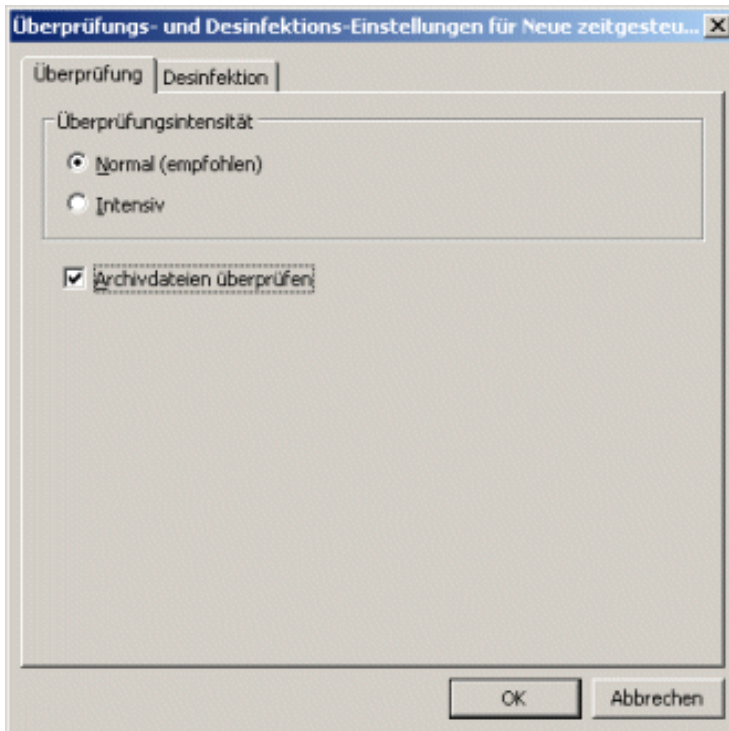 Überprüfungs- und Desinfektions-Einstellungen für Neue zeitgesteu...
Überprüfung Desinfektion
Überprüfungsintensität
Normal (empfohlen)
Intensiv
Archivdateien überprüfen
OK Abbrechen